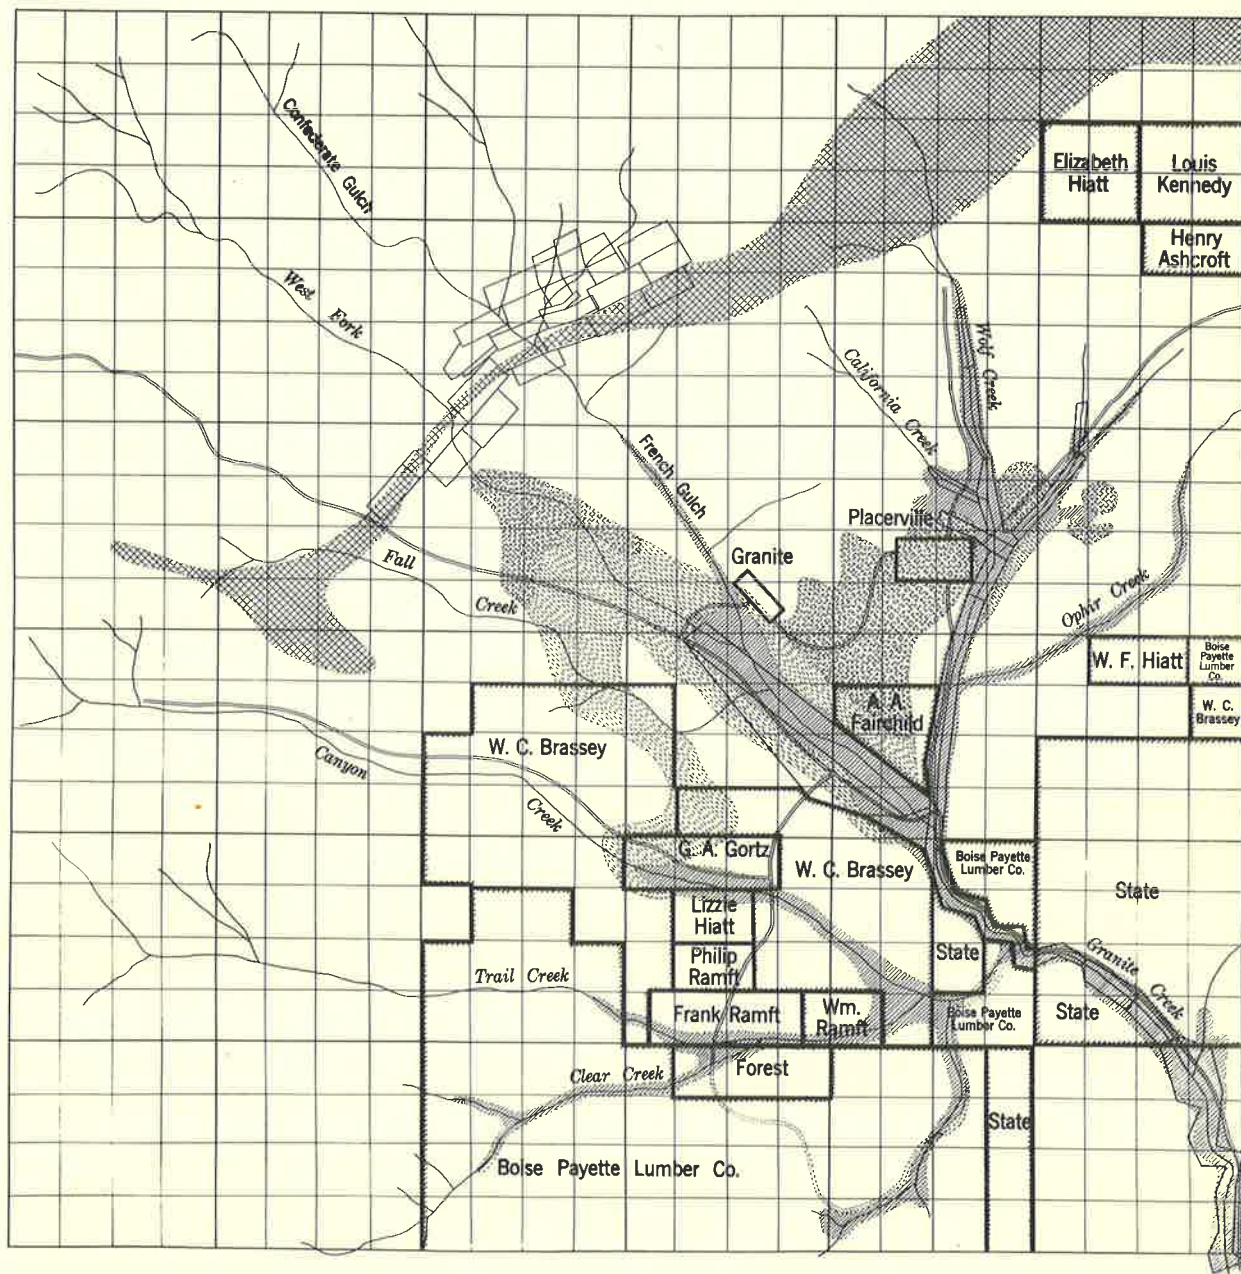 Confederate Gulch
Elizabeth
Hiatt
Louis
Kennedy
Henry
Ashcroft
West Fork
Wolf Creek
California Creek
French Gulch
Placerville
Granite
Fall
Creek
Ophir Creek
W. F. Hiatt
Boise
Payette
Lumber
Co.
W. C.
Brassey
A. A.
Fairchild
W. C. Brassey
Canyon
Creek
G. A. Gortz
W. C. Brassey
Boise Payette
Lumber Co.
State
Lizzie
Hiatt
Philip
Ramft
State
Granite
Creek
Trail Creek
Frank Ramft
Wm.
Ramft
Boise Payette
Lumber Co.
State
Clear Creek
Forest
State
Boise Payette Lumber Co.